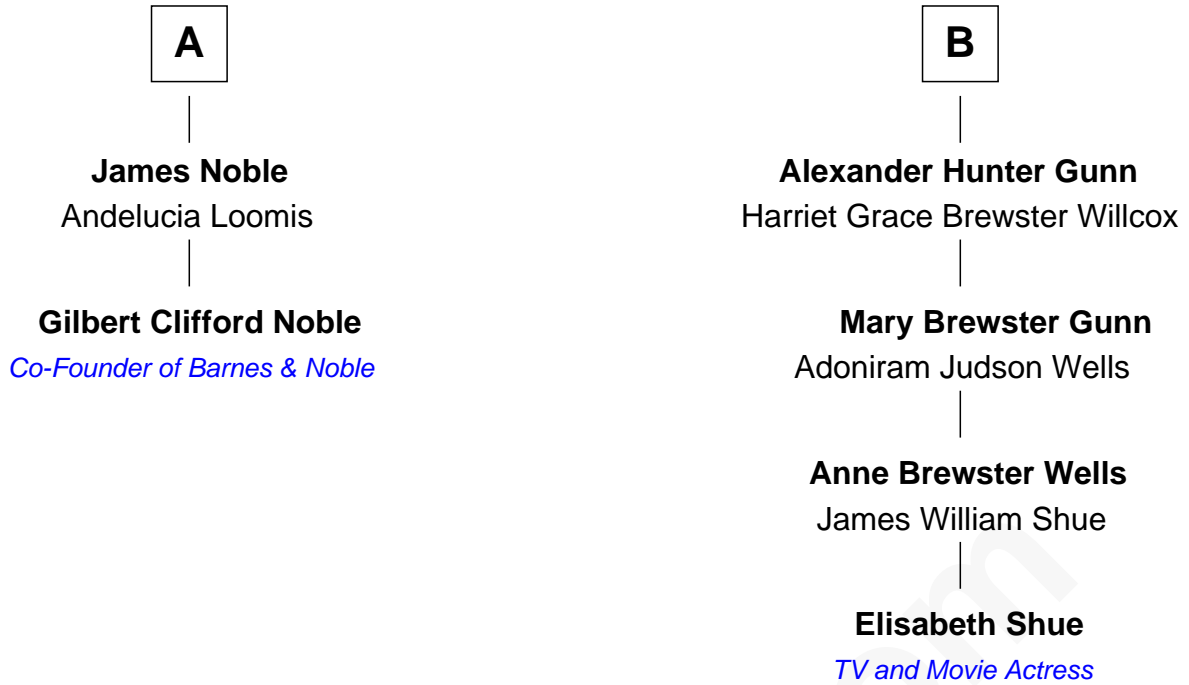 A
James Noble
Andelucia Loomis
Gilbert Clifford Noble
Co-Founder of Barnes & Noble
B
Alexander Hunter Gunn
Harriet Grace Brewster Willcox
Mary Brewster Gunn
Adoniram Judson Wells
Anne Brewster Wells
James William Shue
Elisabeth Shue
TV and Movie Actress